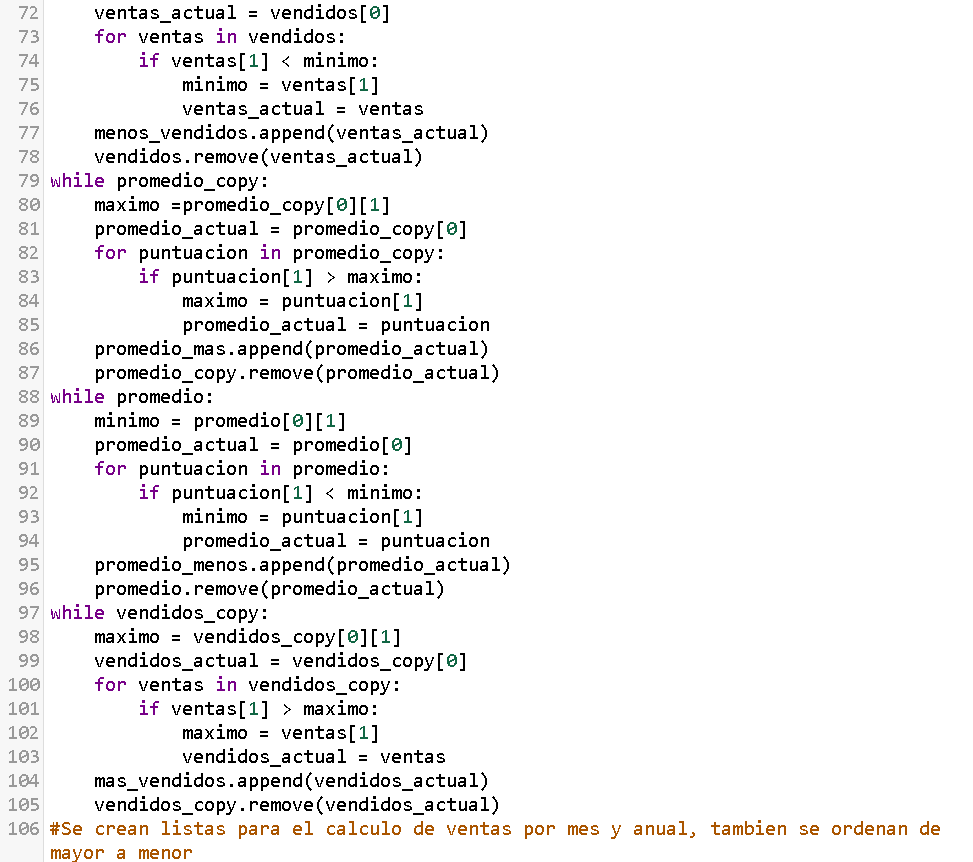 72 ventas_actual = vendidos[0]
73 for ventas in vendidos:
74 if ventas[1] < minimo:
75 minimo = ventas[1]
76 ventas_actual = ventas
77 menos_vendidos.append(ventas_actual)
78 vendidos.remove(ventas_actual)
79 while promedio_copy:
80 maximo =promedio_copy[0][1]
81 promedio_actual = promedio_copy[0]
82 for puntuacion in promedio_copy:
83 if puntuacion[1] > maximo:
84 maximo = puntuacion[1]
85 promedio_actual = puntuacion
86 promedio_mas.append(promedio_actual)
87 promedio_copy.remove(promedio_actual)
88 while promedio:
89 minimo = promedio[0][1]
90 promedio_actual = promedio[0]
91 for puntuacion in promedio:
92 if puntuacion[1] < minimo:
93 minimo = puntuacion[1]
94 promedio_actual = puntuacion
95 promedio_menos.append(promedio_actual)
96 promedio.remove(promedio_actual)
97 while vendidos_copy:
98 maximo = vendidos_copy[0][1]
99 vendidos_actual = vendidos_copy[0]
100 for ventas in vendidos_copy:
101 if ventas[1] > maximo:
102 maximo = ventas[1]
103 vendidos_actual = ventas
104 mas_vendidos.append(vendidos_actual)
105 vendidos_copy.remove(vendidos_actual)
106 #Se crean listas para el calculo de ventas por mes y anual, tambien se ordenan de
mayor a menor